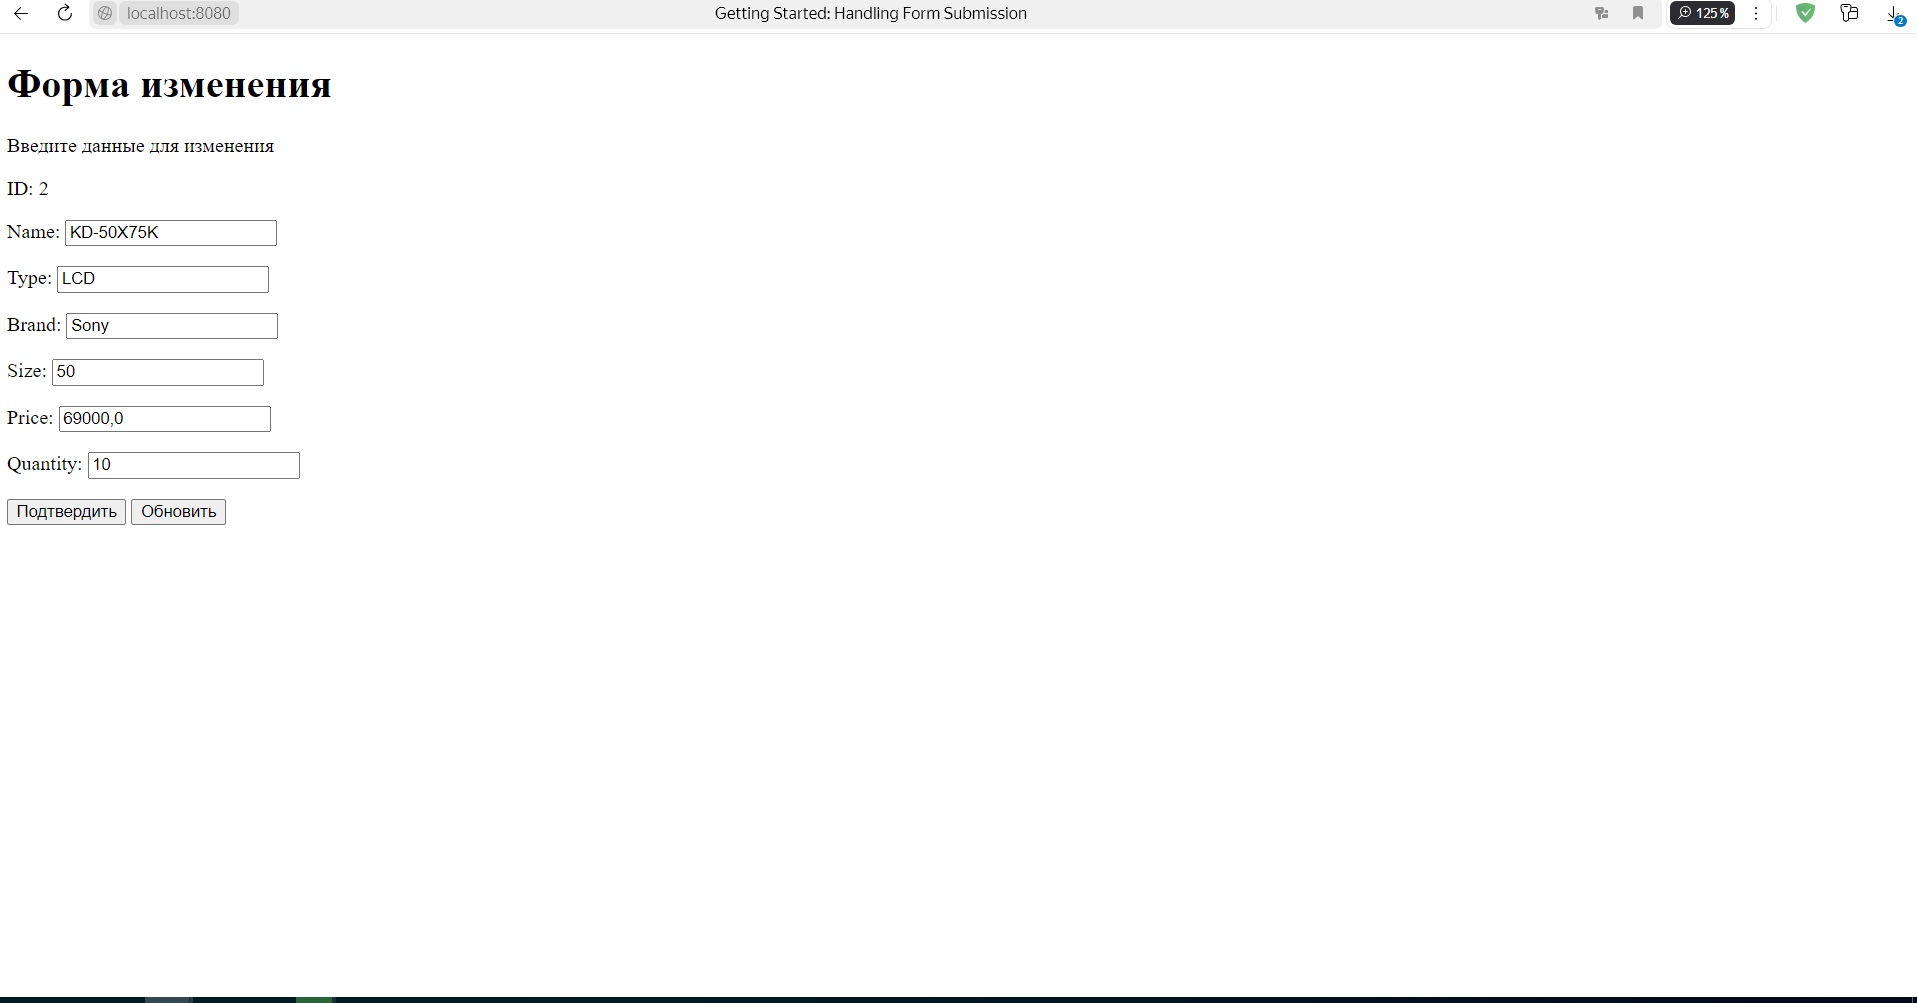 localhost:8080 Getting Started: Handling Form Submission 125% 2
Форма изменения
Введите данные для изменения
ID: 2
Name: KD-50X75K
Type: LCD
Brand: Sony
Size: 50
Price: 69000,0
Quantity: 10
Подтвердить Обновить